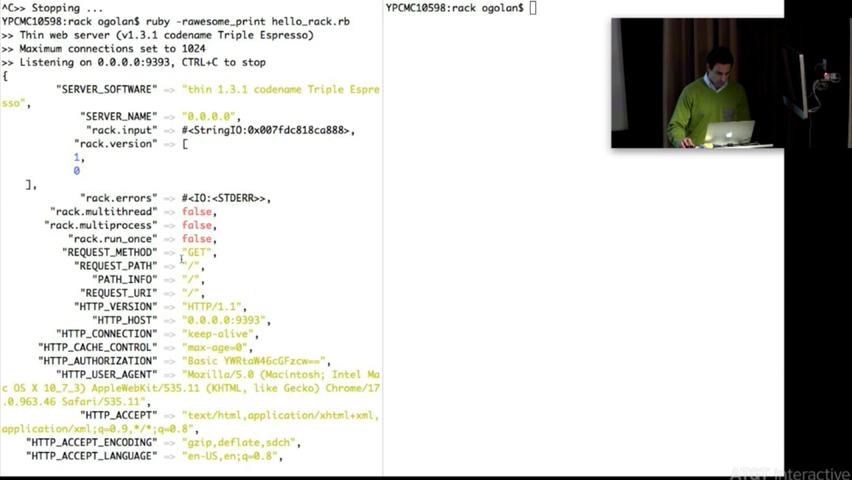 ^C>> Stopping ...
YPCMC10598:rack ogolan$ ruby -rawesome_print hello_rack.rb
>> Thin web server (v1.3.1 codename Triple Espresso)
>> Maximum connections set to 1024
>> Listening on 0.0.0.0:9393, CTRL+C to stop
{
"SERVER_SOFTWARE" => "thin 1.3.1 codename Triple Espre
sso",
"SERVER_NAME" => "0.0.0.0",
"rack.input" => #<StringIO:0x007fdc818ca888>,
"rack.version" => [
1,
0
],
"rack.errors" => #<IO:<STDERR>>,
"rack.multithread" => false,
"rack.multiprocess" => false,
"rack.run_once" => false,
"REQUEST_METHOD" => "GET",
"REQUEST_PATH" => "/",
"PATH_INFO" => "/",
"REQUEST_URI" => "/",
"HTTP_VERSION" => "HTTP/1.1",
"HTTP_HOST" => "0.0.0.0:9393",
"HTTP_CONNECTION" => "keep-alive",
"HTTP_CACHE_CONTROL" => "max-age=0",
"HTTP_AUTHORIZATION" => "Basic YWRtaW46cGFzcw==",
"HTTP_USER_AGENT" => "Mozilla/5.0 (Macintosh; Intel Ma
c OS X 10_7_3) AppleWebKit/535.11 (KHTML, like Gecko) Chrome/17
.0.963.46 Safari/535.11",
"HTTP_ACCEPT" => "text/html,application/xhtml+xml,
application/xml;q=0.9,*/*;q=0.8",
"HTTP_ACCEPT_ENCODING" => "gzip,deflate,sdch",
"HTTP_ACCEPT_LANGUAGE" => "en-US,en;q=0.8",
YPCMC10598:rack ogolan$
AT&T Interactive